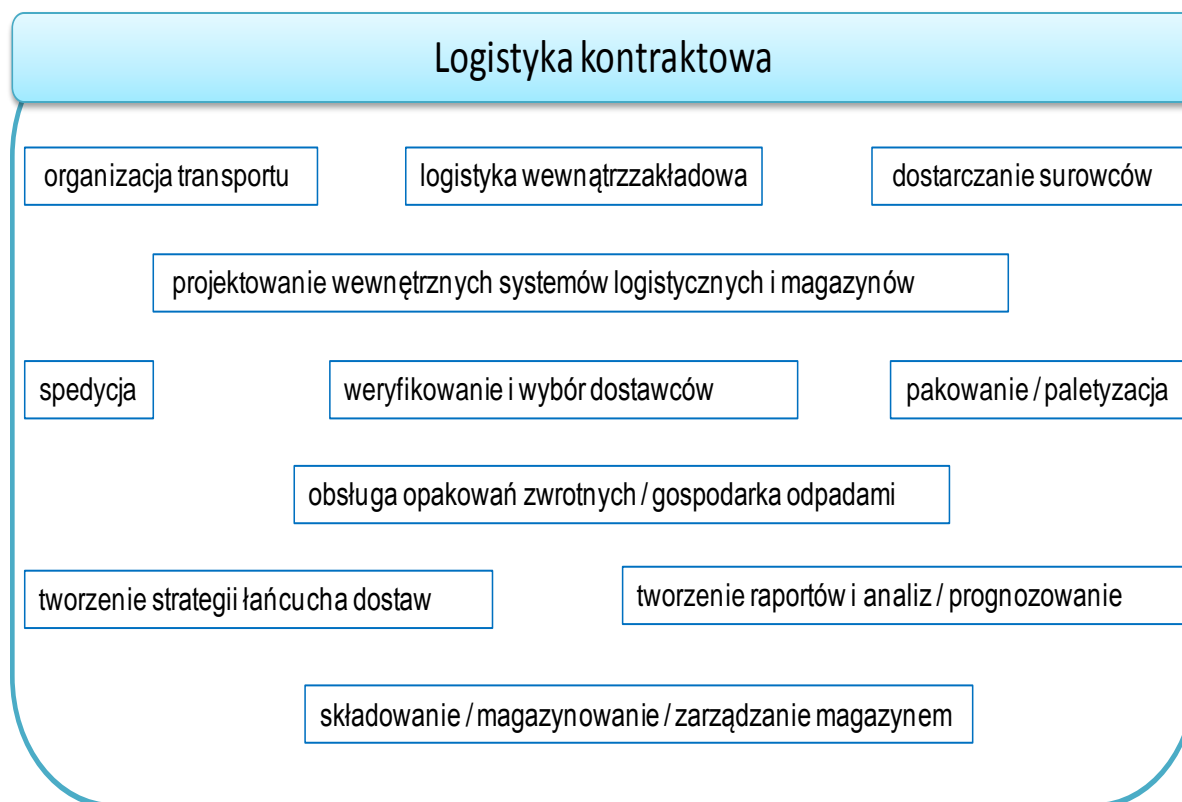 Logistyka kontraktowa
organizacja transportu
logistyka wewnątrzzakładowa
dostarczanie surowców
projektowanie wewnętrznych systemów logistycznych i magazynów
spedycja
weryfikowanie i wybór dostawców
pakowanie / paletyzacja
obsługa opakowań zwrotnych / gospodarka odpadami
tworzenie strategii łańcucha dostaw
tworzenie raportów i analiz / prognozowanie
składowanie / magazynowanie / zarządzanie magazynem